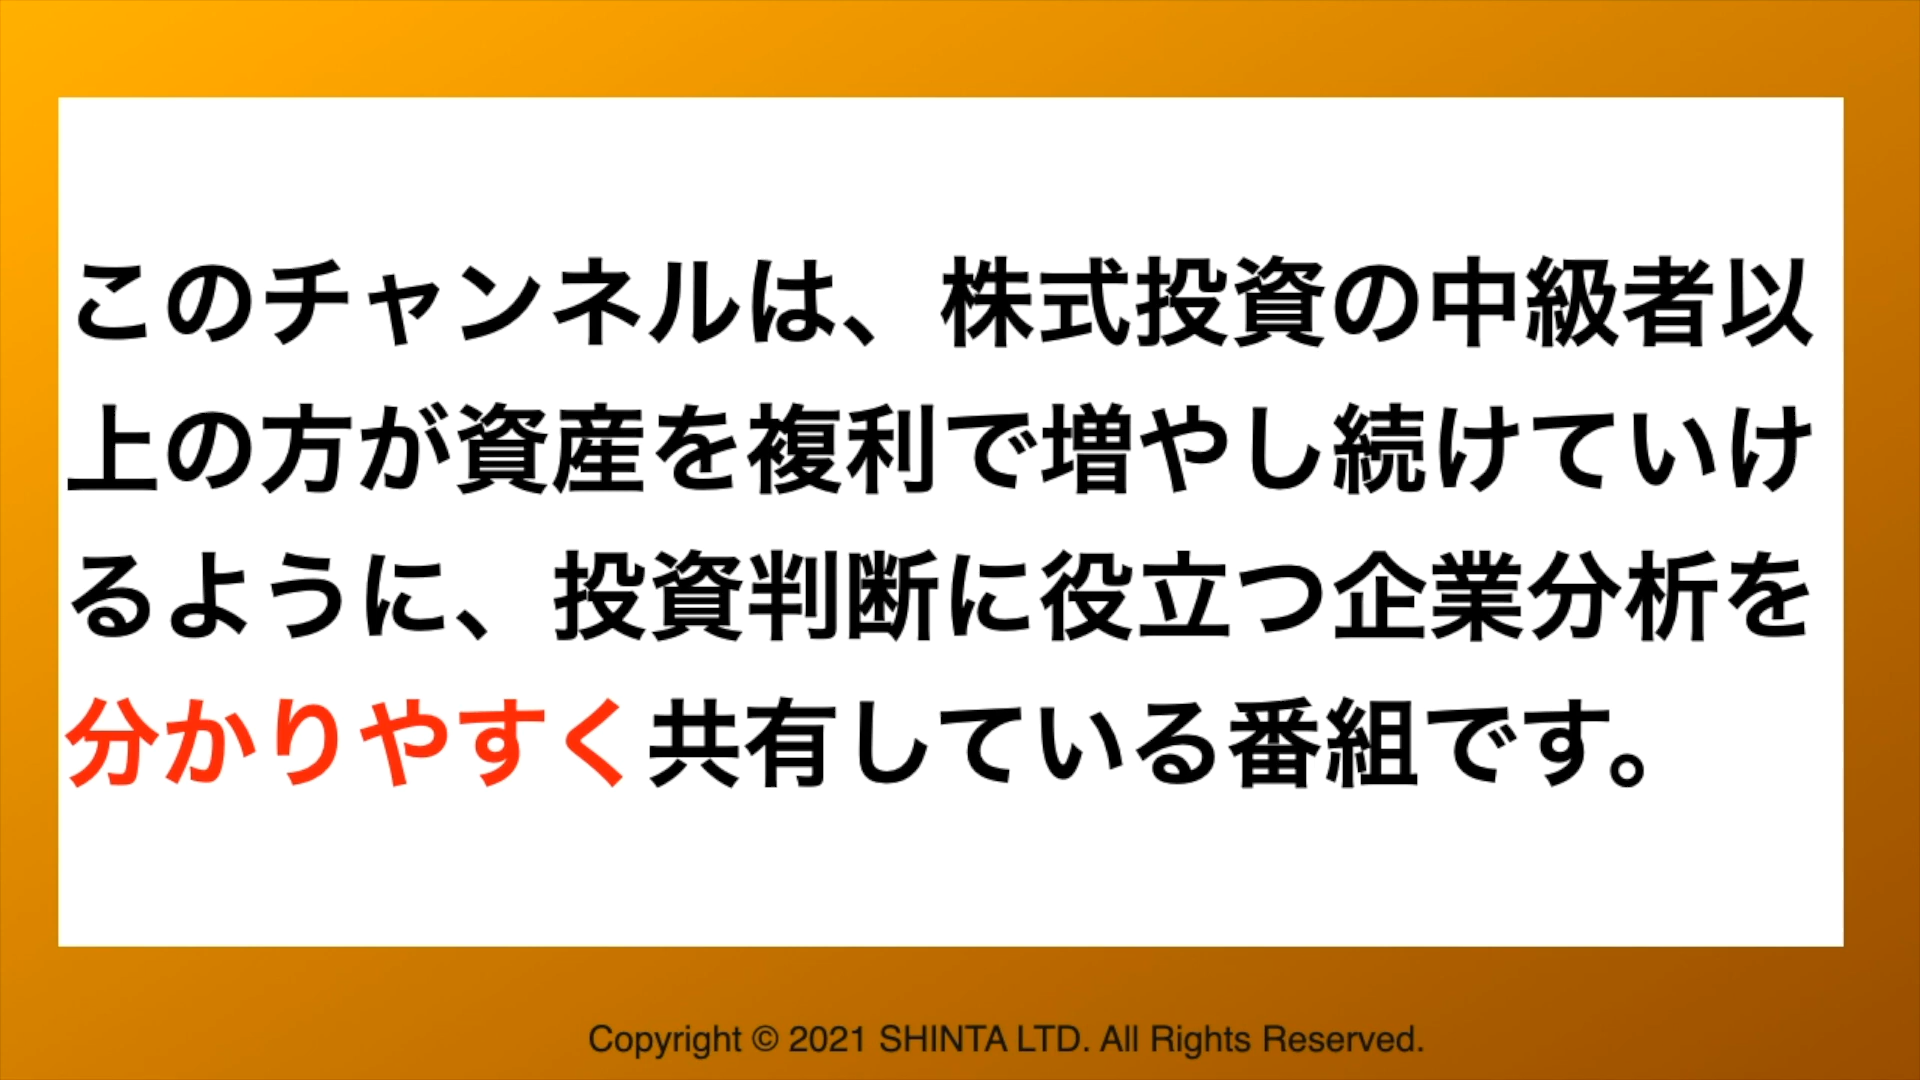 このチャンネルは、株式投資の中級者以
上の方が資産を複利で増やし続けていけ
るように、投資判断に役立つ企業分析を
分かりやすく共有している番組です。
Copyright © 2021 SHINTA LTD. All Rights Reserved.